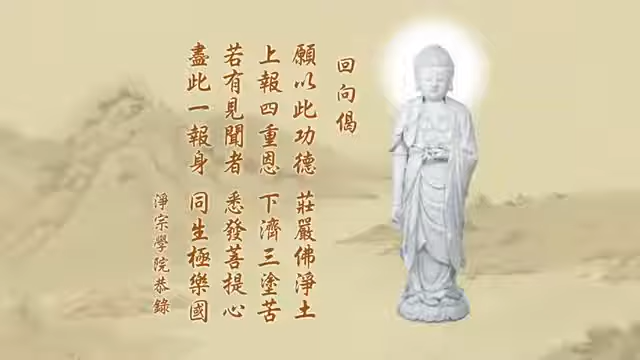 回向偈
願以此功德 莊嚴佛淨土
上報四重恩 下濟三塗苦
若有見聞者 悉發菩提心
盡此一報身 同生極樂國
淨宗學院恭錄